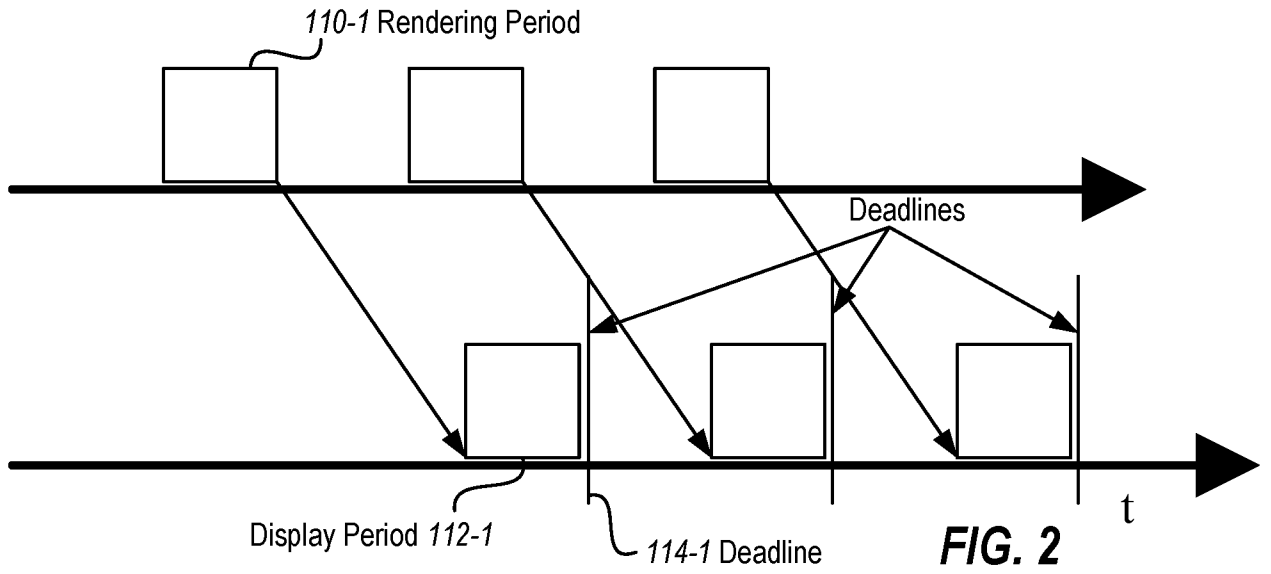 110-1 Rendering Period
Deadlines
Display Period 112-1
114-1 Deadline
t
FIG. 2